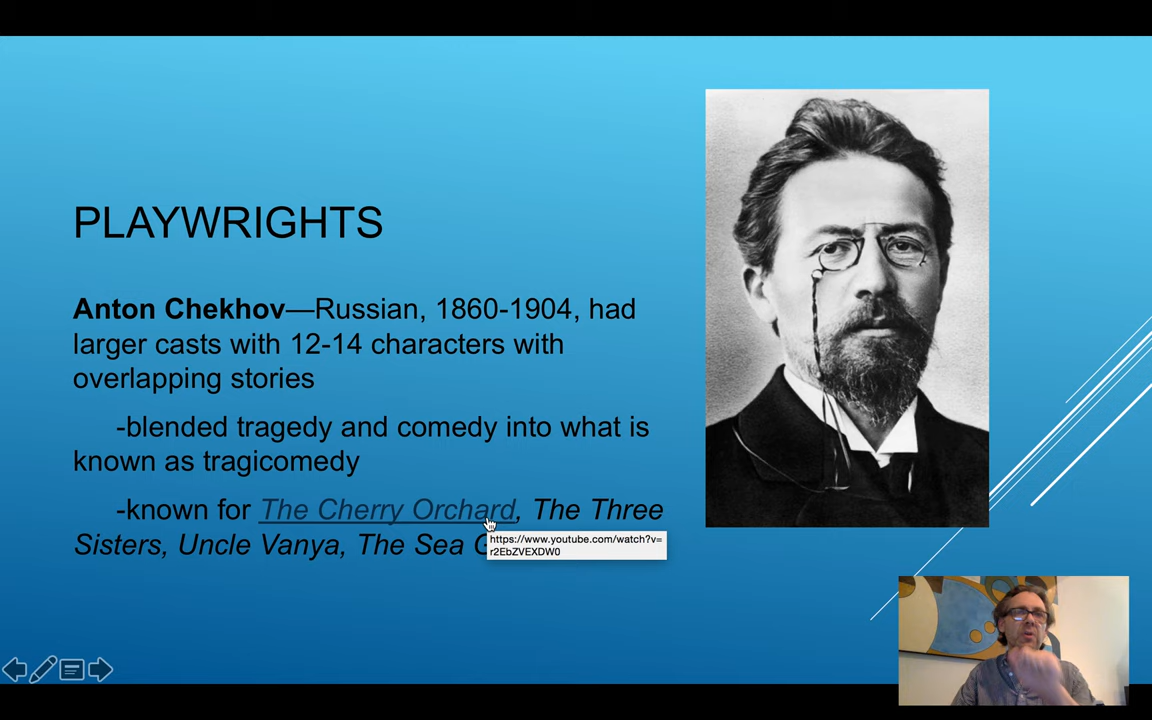 PLAYWRIGHTS
Anton Chekhov—Russian, 1860-1904, had
larger casts with 12-14 characters with
overlapping stories
-blended tragedy and comedy into what is
known as tragicomedy
-known for The Cherry Orchard, The Three
Sisters, Uncle Vanya, The Sea
https://www.youtube.com/watch?v=
r2EbZVEXDW0